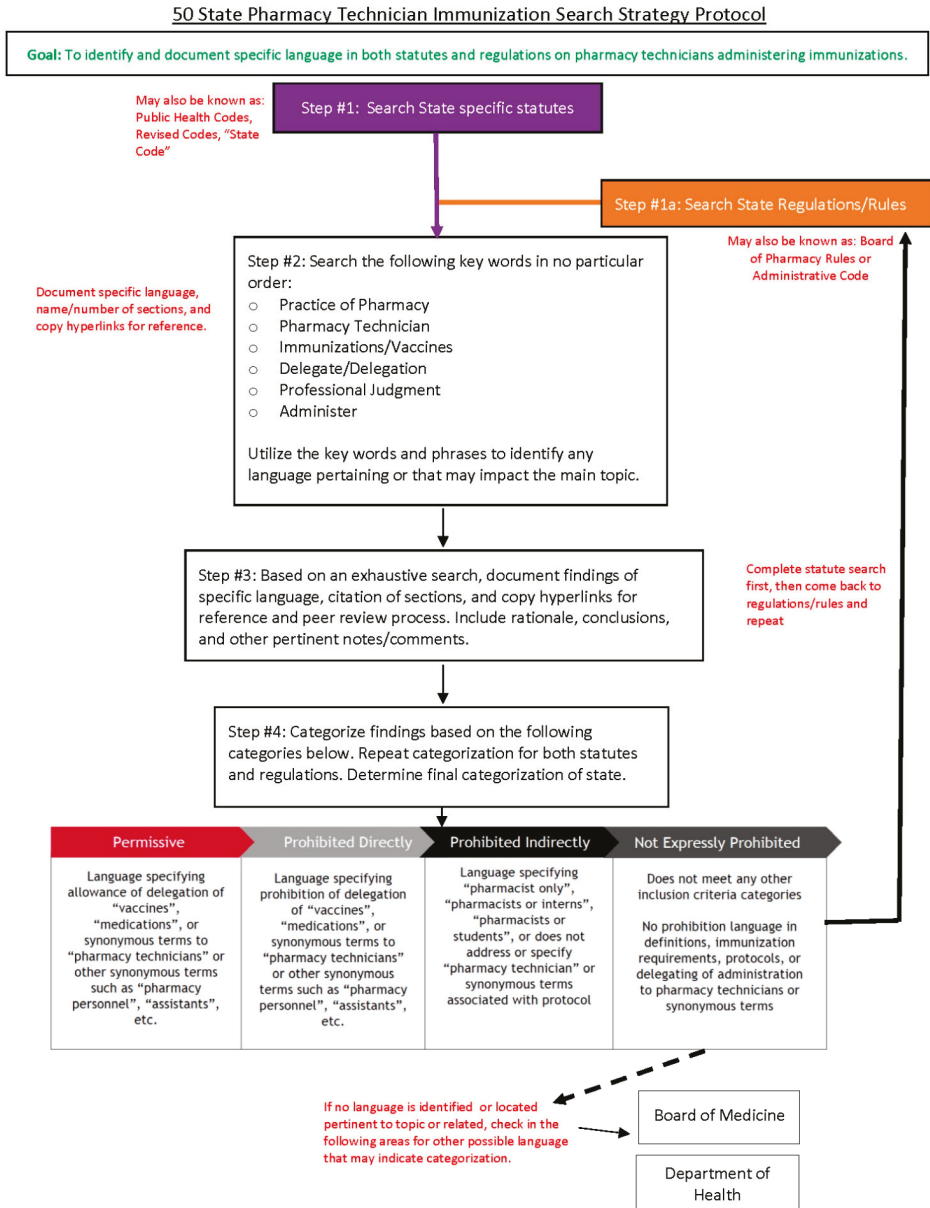 50 State Pharmacy Technician Immunization Search Strategy Protocol
Goal: To identify and document specific language in both statutes and regulations on pharmacy technicians administering immunizations.
May also be known as:
Public Health Codes,
Revised Codes, “State
Code”
Step #1: Search State specific statutes
Step #1a: Search State Regulations/Rules
May also be known as: Board
of Pharmacy Rules or
Administrative Code
Document specific language,
name/number of sections, and
copy hyperlinks for reference.
Step #2: Search the following key words in no particular
order:
o Practice of Pharmacy
o Pharmacy Technician
o Immunizations/Vaccines
o Delegate/Delegation
o Professional Judgment
o Administer
Utilize the key words and phrases to identify any
language pertaining or that may impact the main topic.
Step #3: Based on an exhaustive search, document findings of
specific language, citation of sections, and copy hyperlinks for
reference and peer review process. Include rationale, conclusions,
and other pertinent notes/comments.
Complete statute search
first, then come back to
regulations/rules and
repeat
Step #4: Categorize findings based on the following
categories below. Repeat categorization for both statutes
and regulations. Determine final categorization of state.
Permissive
Language specifying
allowance of delegation of
“vaccines”,
“medications”, or
synonymous terms to
“pharmacy technicians” or
other synonymous terms
such as “pharmacy
personnel”, “assistants”,
etc.
Prohibited Directly
Language specifying
prohibition of delegation
of “vaccines”,
“medications”, or
synonymous terms to
“pharmacy technicians”
or other synonymous
terms such as “pharmacy
personnel”, “assistants”,
etc.
Prohibited Indirectly
Language specifying
“pharmacist only”,
“pharmacists or interns”,
“pharmacists or
students”, or does not
address or specify
“pharmacy technician” or
synonymous terms
associated with protocol
Not Expressly Prohibited
Does not meet any other
inclusion criteria categories
No prohibition language in
definitions, immunization
requirements, protocols, or
delegating of administration
to pharmacy technicians or
synonymous terms
If no language is identified or located
pertinent to topic or related, check in the
following areas for other possible language
that may indicate categorization.
Board of Medicine
Department of
Health